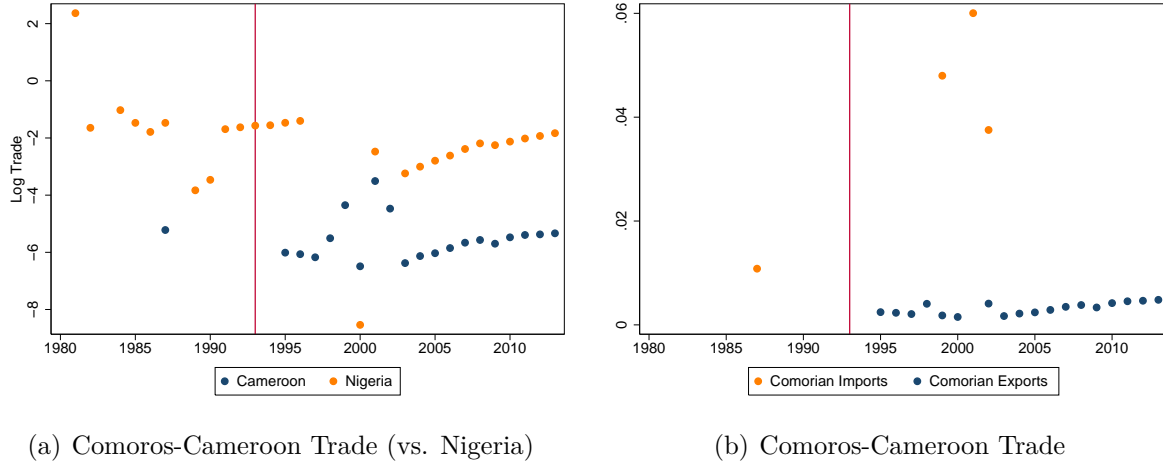 2
0
−2
−4
−6
−8
Log Trade
1980 1985 1990 1995 2000 2005 2010
Cameroon Nigeria
(a) Comoros-Cameroon Trade (vs. Nigeria)
.06
.04
.02
0
1980 1985 1990 1995 2000 2005 2010
Comorian Imports Comorian Exports
(b) Comoros-Cameroon Trade